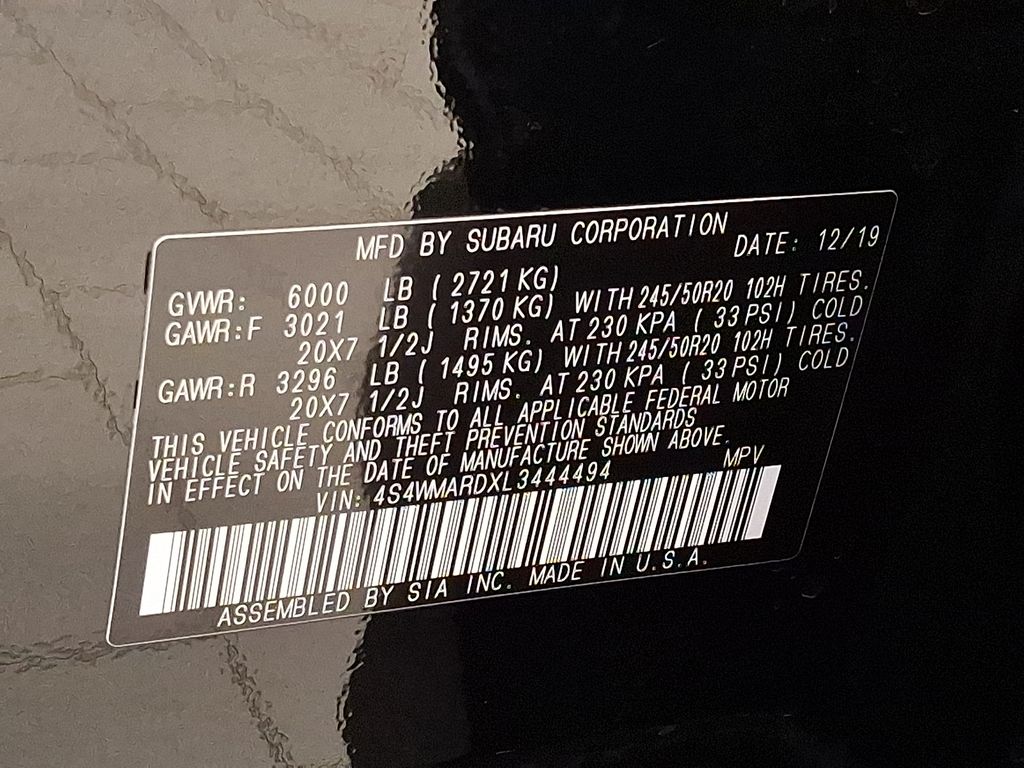 MFD BY SUBARU CORPORATION DATE: 12/19
GVWR: 6000 LB (2721 KG)
GAWR:F 3021 LB (1370 KG) WITH 245/50R20 102H TIRES.
20X7 1/2J RIMS. AT 230 KPA (33 PSI) COLD
GAWR:R 3296 LB (1495 KG) WITH 245/50R20 102H TIRES.
20X7 1/2J RIMS. AT 230 KPA (33 PSI) COLD
THIS VEHICLE CONFORMS TO ALL APPLICABLE FEDERAL MOTOR
VEHICLE SAFETY AND THEFT PREVENTION STANDARDS
IN EFFECT ON THE DATE OF MANUFACTURE SHOWN ABOVE.
VIN: 4S4WMARDXL3444494 MPV
ASSEMBLED BY SIA INC. MADE IN U.S.A.